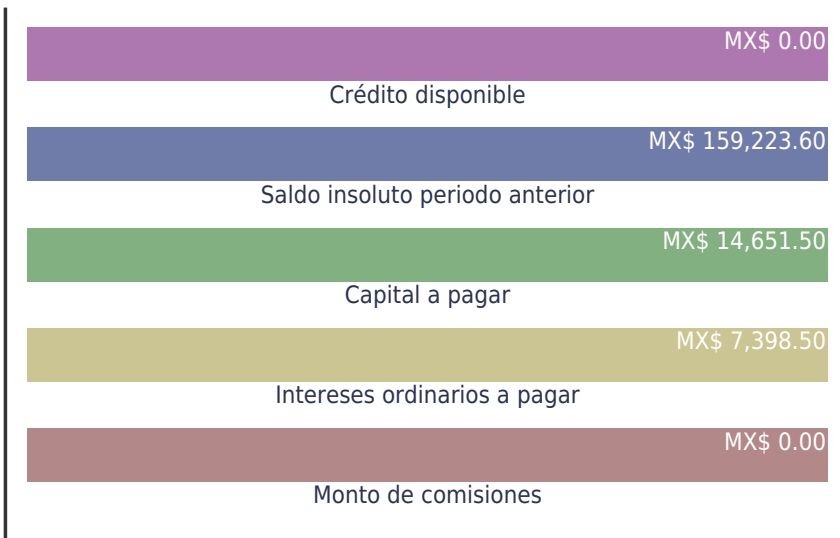 MX$ 0.00
Crédito disponible
MX$ 159,223.60
Saldo insoluto periodo anterior
MX$ 14,651.50
Capital a pagar
MX$ 7,398.50
Intereses ordinarios a pagar
MX$ 0.00
Monto de comisiones